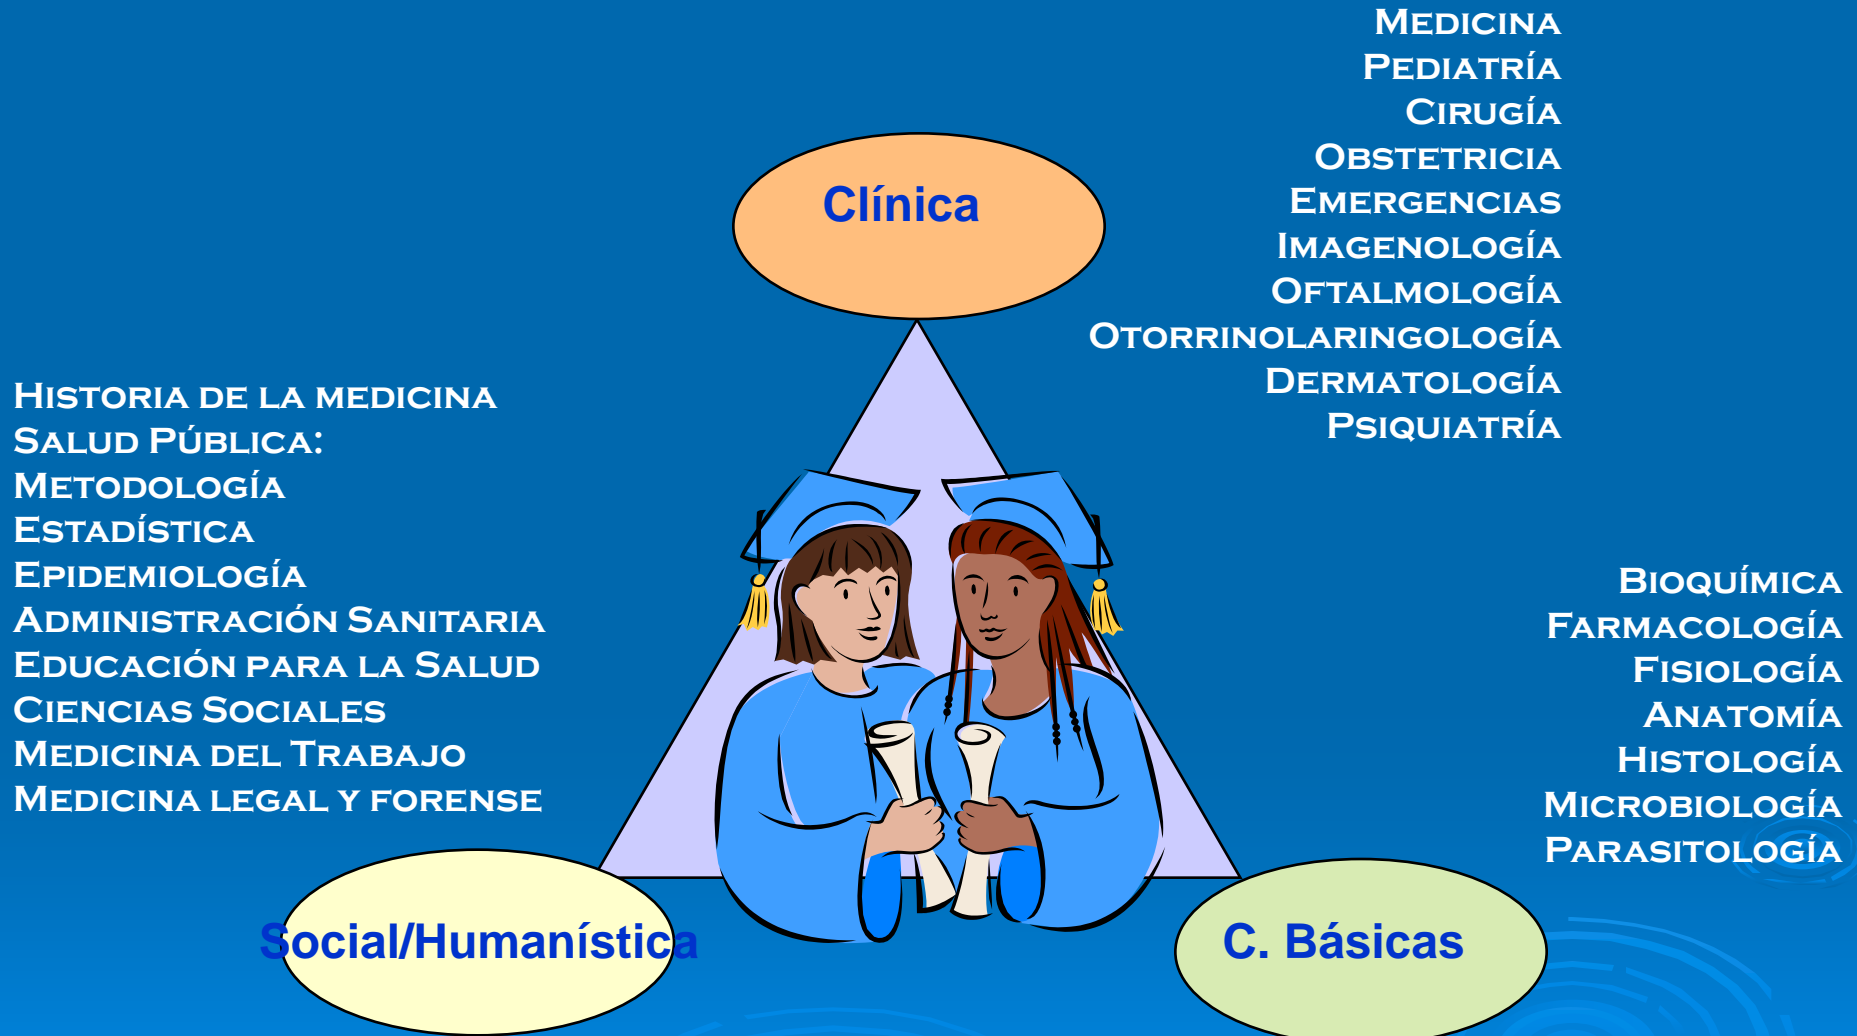 Medicina
Pediatría
Cirugía
Obstetricia
Emergencias
Imagenología
Oftalmología
Otorrinolaringología
Dermatología
Psiquiatría
Clínica
Historia de la medicina
Salud Pública:
Metodología
Estadística
Epidemiología
Administración Sanitaria
Educación para la Salud
Ciencias Sociales
Medicina del Trabajo
Medicina legal y forense
Bioquímica
Farmacología
Fisiología
Anatomía
Histología
Microbiología
Parasitología
Social/Humanística
C. Básicas